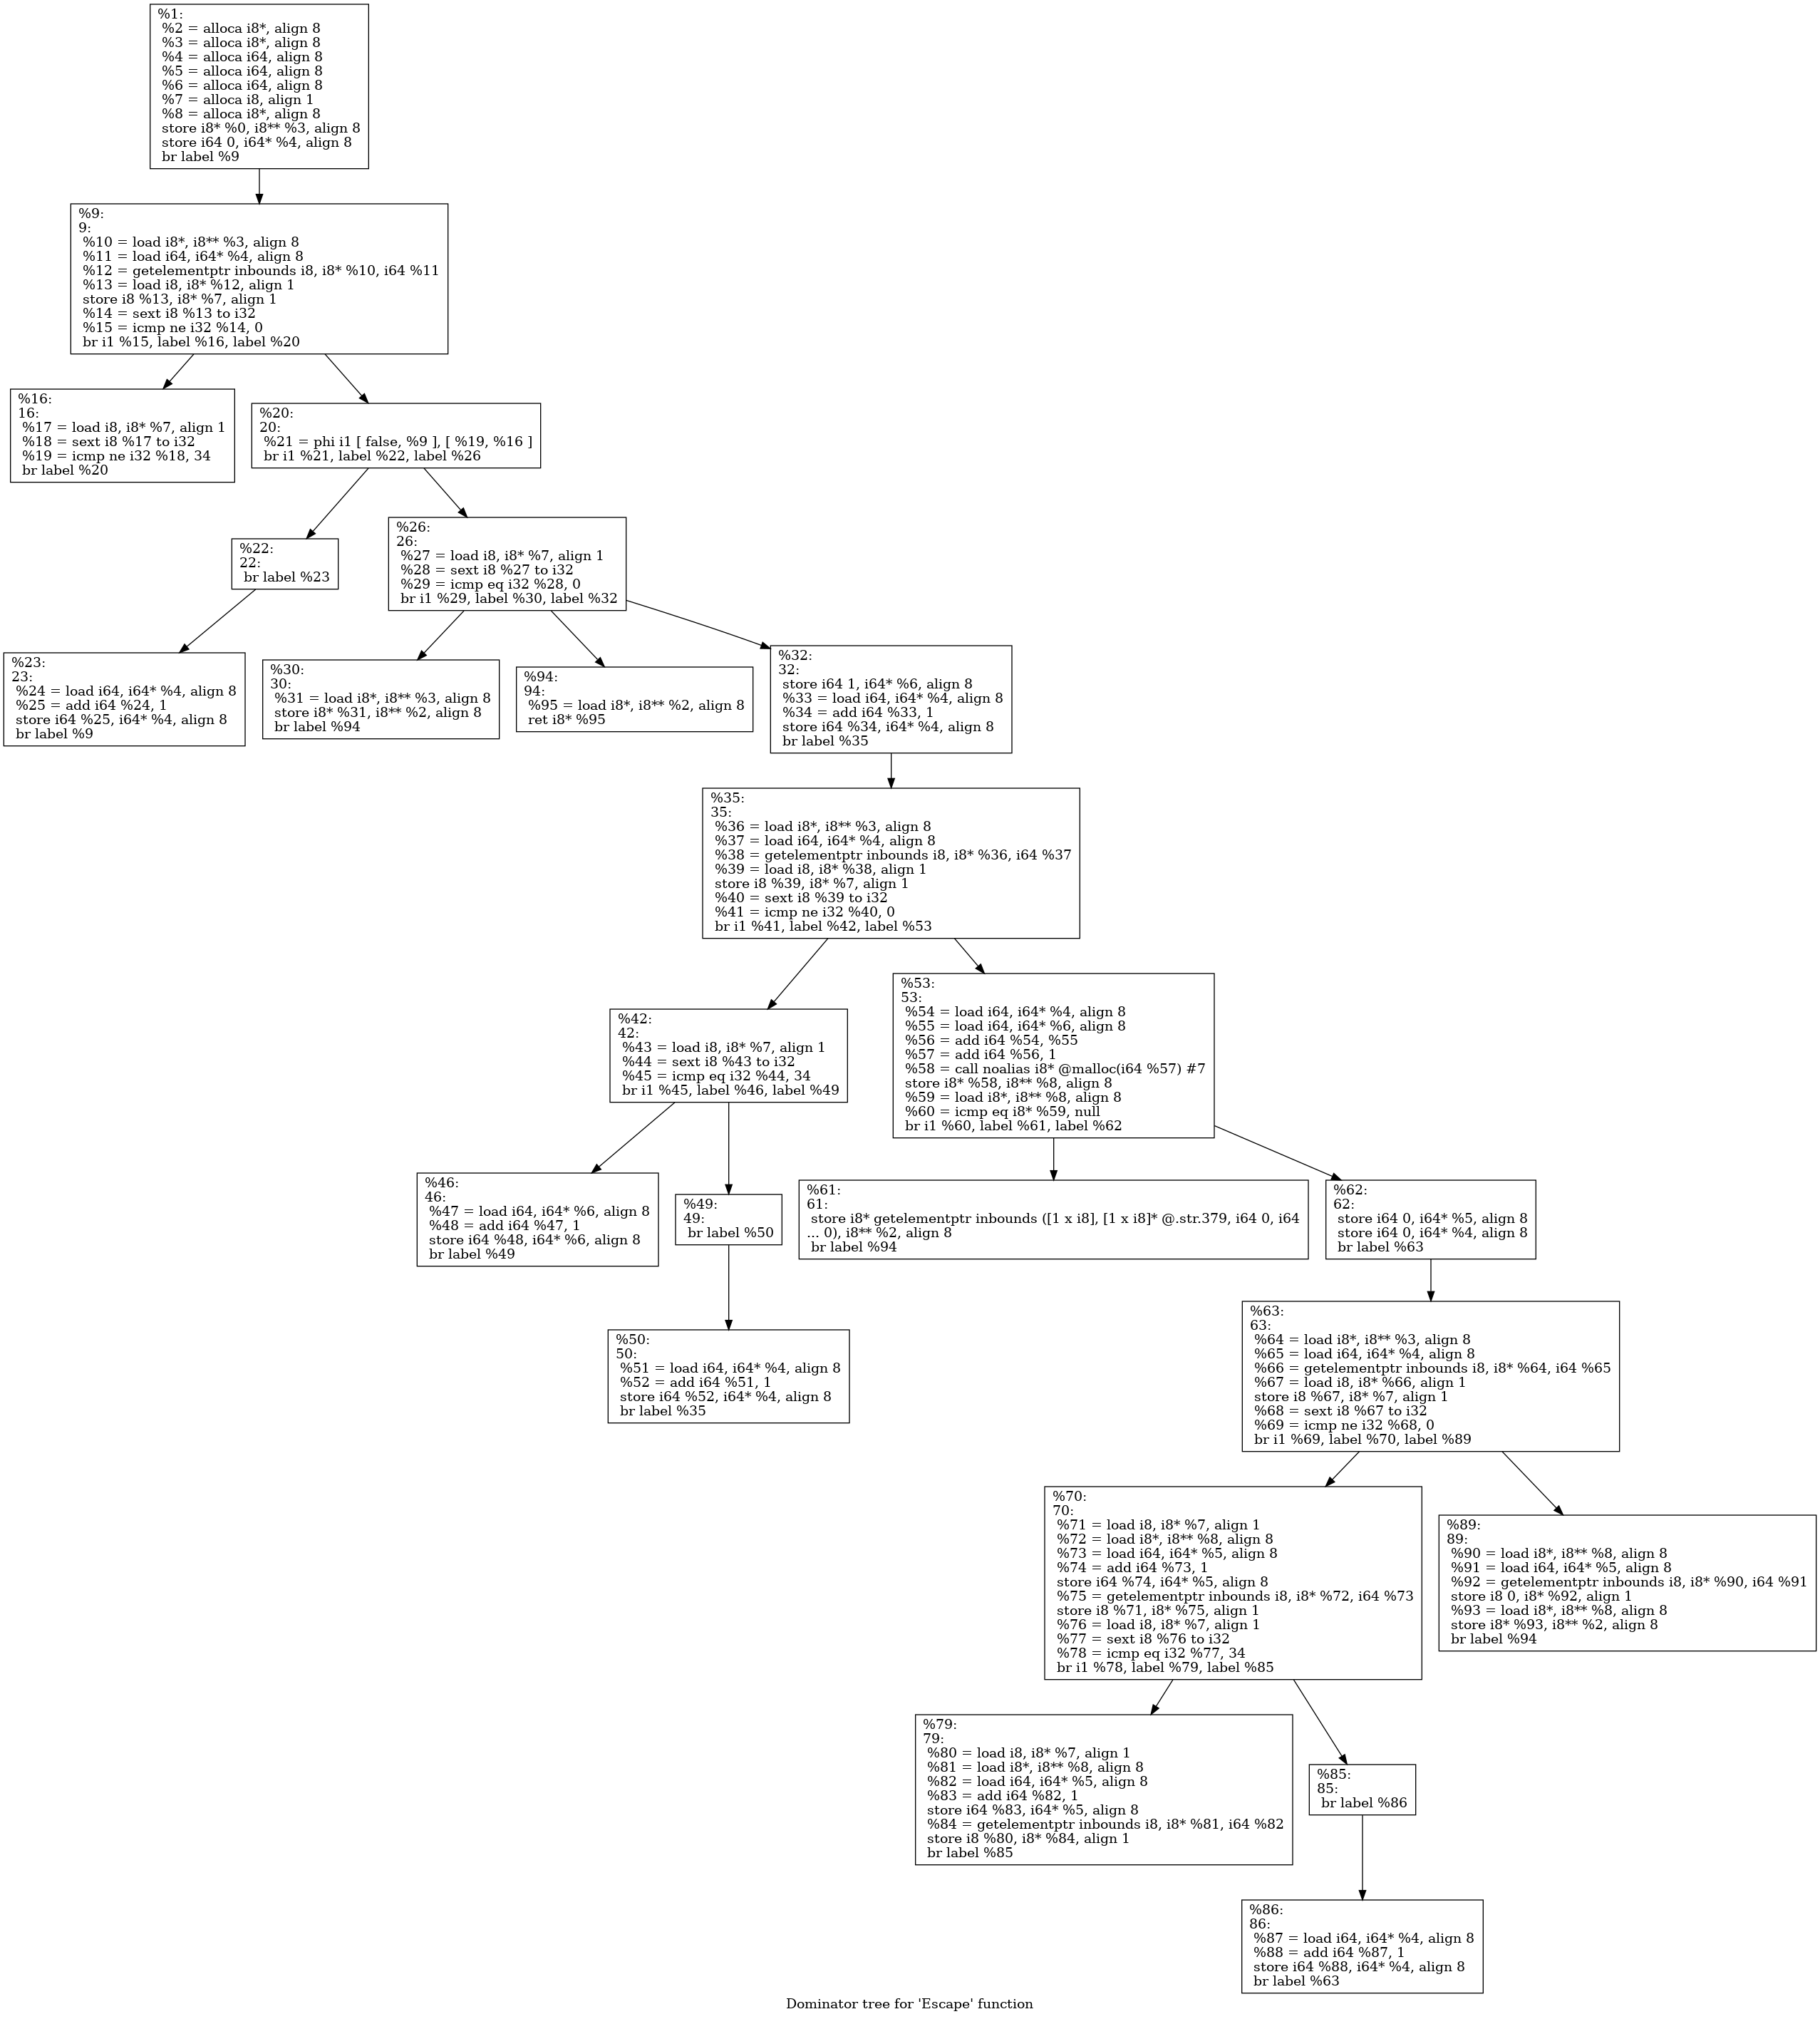 %1:
%2 = alloca i8*, align 8
%3 = alloca i8*, align 8
%4 = alloca i64, align 8
%5 = alloca i64, align 8
%6 = alloca i64, align 8
%7 = alloca i8, align 1
%8 = alloca i8*, align 8
store i8* %0, i8** %3, align 8
store i64 0, i64* %4, align 8
br label %9
%9:
9:
%10 = load i8*, i8** %3, align 8
%11 = load i64, i64* %4, align 8
%12 = getelementptr inbounds i8, i8* %10, i64 %11
%13 = load i8, i8* %12, align 1
store i8 %13, i8* %7, align 1
%14 = sext i8 %13 to i32
%15 = icmp ne i32 %14, 0
br i1 %15, label %16, label %20
%16:
16:
%17 = load i8, i8* %7, align 1
%18 = sext i8 %17 to i32
%19 = icmp ne i32 %18, 34
br label %20
%20:
20:
%21 = phi i1 [ false, %9 ], [ %19, %16 ]
br i1 %21, label %22, label %26
%22:
22:
br label %23
%26:
26:
%27 = load i8, i8* %7, align 1
%28 = sext i8 %27 to i32
%29 = icmp eq i32 %28, 0
br i1 %29, label %30, label %32
%23:
23:
%24 = load i64, i64* %4, align 8
%25 = add i64 %24, 1
store i64 %25, i64* %4, align 8
br label %9
%30:
30:
%31 = load i8*, i8** %3, align 8
store i8* %31, i8** %2, align 8
br label %94
%94:
94:
%95 = load i8*, i8** %2, align 8
ret i8* %95
%32:
32:
store i64 1, i64* %6, align 8
%33 = load i64, i64* %4, align 8
%34 = add i64 %33, 1
store i64 %34, i64* %4, align 8
br label %35
%35:
35:
%36 = load i8*, i8** %3, align 8
%37 = load i64, i64* %4, align 8
%38 = getelementptr inbounds i8, i8* %36, i64 %37
%39 = load i8, i8* %38, align 1
store i8 %39, i8* %7, align 1
%40 = sext i8 %39 to i32
%41 = icmp ne i32 %40, 0
br i1 %41, label %42, label %53
%42:
42:
%43 = load i8, i8* %7, align 1
%44 = sext i8 %43 to i32
%45 = icmp eq i32 %44, 34
br i1 %45, label %46, label %49
%53:
53:
%54 = load i64, i64* %4, align 8
%55 = load i64, i64* %6, align 8
%56 = add i64 %54, %55
%57 = add i64 %56, 1
%58 = call noalias i8* @malloc(i64 %57) #7
store i8* %58, i8** %8, align 8
%59 = load i8*, i8** %8, align 8
%60 = icmp eq i8* %59, null
br i1 %60, label %61, label %62
%46:
46:
%47 = load i64, i64* %6, align 8
%48 = add i64 %47, 1
store i64 %48, i64* %6, align 8
br label %49
%49:
49:
br label %50
%61:
61:
store i8* getelementptr inbounds ([1 x i8], [1 x i8]* @.str.379, i64 0, i64
... 0), i8** %2, align 8
br label %94
%62:
62:
store i64 0, i64* %5, align 8
store i64 0, i64* %4, align 8
br label %63
%50:
50:
%51 = load i64, i64* %4, align 8
%52 = add i64 %51, 1
store i64 %52, i64* %4, align 8
br label %35
%63:
63:
%64 = load i8*, i8** %3, align 8
%65 = load i64, i64* %4, align 8
%66 = getelementptr inbounds i8, i8* %64, i64 %65
%67 = load i8, i8* %66, align 1
store i8 %67, i8* %7, align 1
%68 = sext i8 %67 to i32
%69 = icmp ne i32 %68, 0
br i1 %69, label %70, label %89
%70:
70:
%71 = load i8, i8* %7, align 1
%72 = load i8*, i8** %8, align 8
%73 = load i64, i64* %5, align 8
%74 = add i64 %73, 1
store i64 %74, i64* %5, align 8
%75 = getelementptr inbounds i8, i8* %72, i64 %73
store i8 %71, i8* %75, align 1
%76 = load i8, i8* %7, align 1
%77 = sext i8 %76 to i32
%78 = icmp eq i32 %77, 34
br i1 %78, label %79, label %85
%89:
89:
%90 = load i8*, i8** %8, align 8
%91 = load i64, i64* %5, align 8
%92 = getelementptr inbounds i8, i8* %90, i64 %91
store i8 0, i8* %92, align 1
%93 = load i8*, i8** %8, align 8
store i8* %93, i8** %2, align 8
br label %94
%79:
79:
%80 = load i8, i8* %7, align 1
%81 = load i8*, i8** %8, align 8
%82 = load i64, i64* %5, align 8
%83 = add i64 %82, 1
store i64 %83, i64* %5, align 8
%84 = getelementptr inbounds i8, i8* %81, i64 %82
store i8 %80, i8* %84, align 1
br label %85
%85:
85:
br label %86
%86:
86:
%87 = load i64, i64* %4, align 8
%88 = add i64 %87, 1
store i64 %88, i64* %4, align 8
br label %63
Dominator tree for 'Escape' function